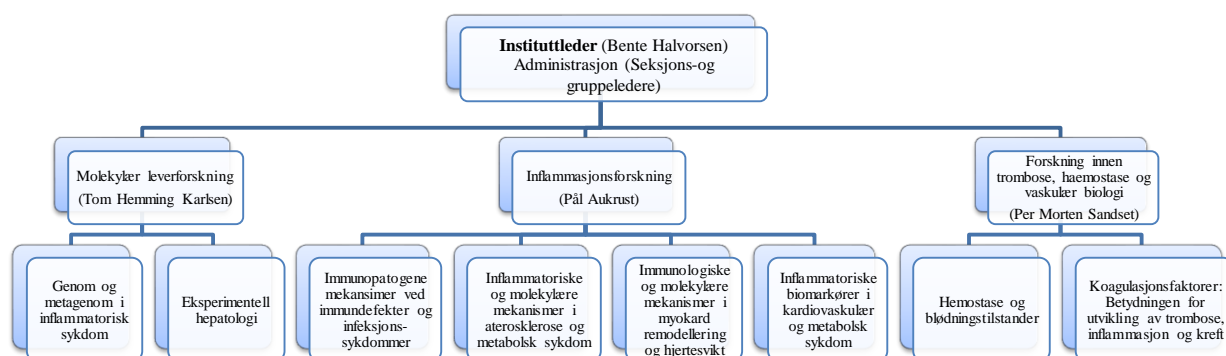 Instituttleder (Bente Halvorsen)
Administrasjon (Seksjons-og
gruppeledere)
Molekylær leverforskning
(Tom Hemming Karlsen)
Inflammasjonsforskning
(Pål Aukrust)
Forskning innen
trombose, haemostase og
vaskulær biologi
(Per Morten Sandset)
Genom og
metagenom i
inflammatorisk
sykdom
Eksperimentell
hepatologi
Immunopatogene
mekansimer ved
immundefekter og
infeksjons-
sykdommer
Inflammatoriske
og molekylære
mekanismer i
aterosklerose og
metabolsk sykdom
Immunologiske
og molekylære
mekanismer i
myokard
remodellering
og hjertesvikt
Inflammatoriske
biomarkører i
kardiovaskulær
og metabolsk
sykdom
Hemostase og
blødningstilstander
Koagulasjonsfaktorer:
Betydningen for
utvikling av trombose,
inflammasjon og kreft